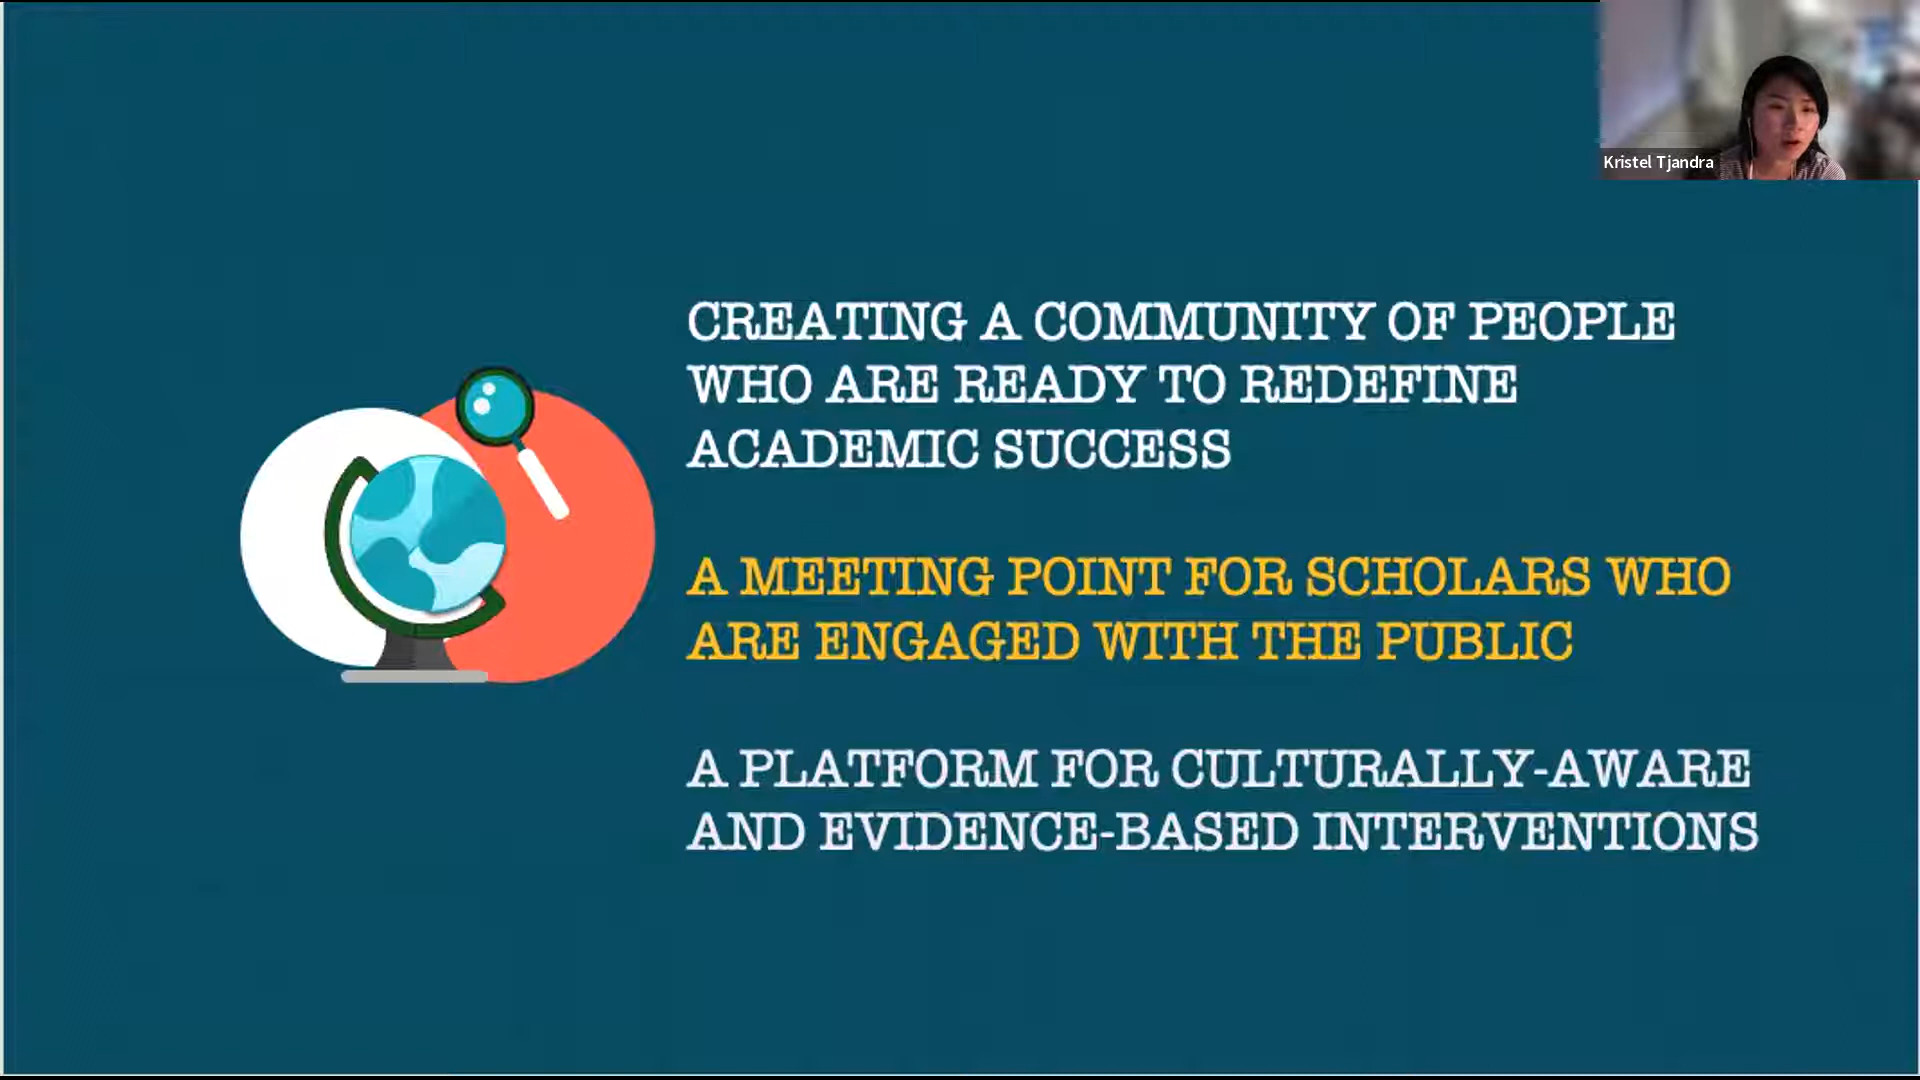 Kristel Tjandra
CREATING A COMMUNITY OF PEOPLE
WHO ARE READY TO REDEFINE
ACADEMIC SUCCESS
A MEETING POINT FOR SCHOLARS WHO
ARE ENGAGED WITH THE PUBLIC
A PLATFORM FOR CULTURALLY-AWARE
AND EVIDENCE-BASED INTERVENTIONS